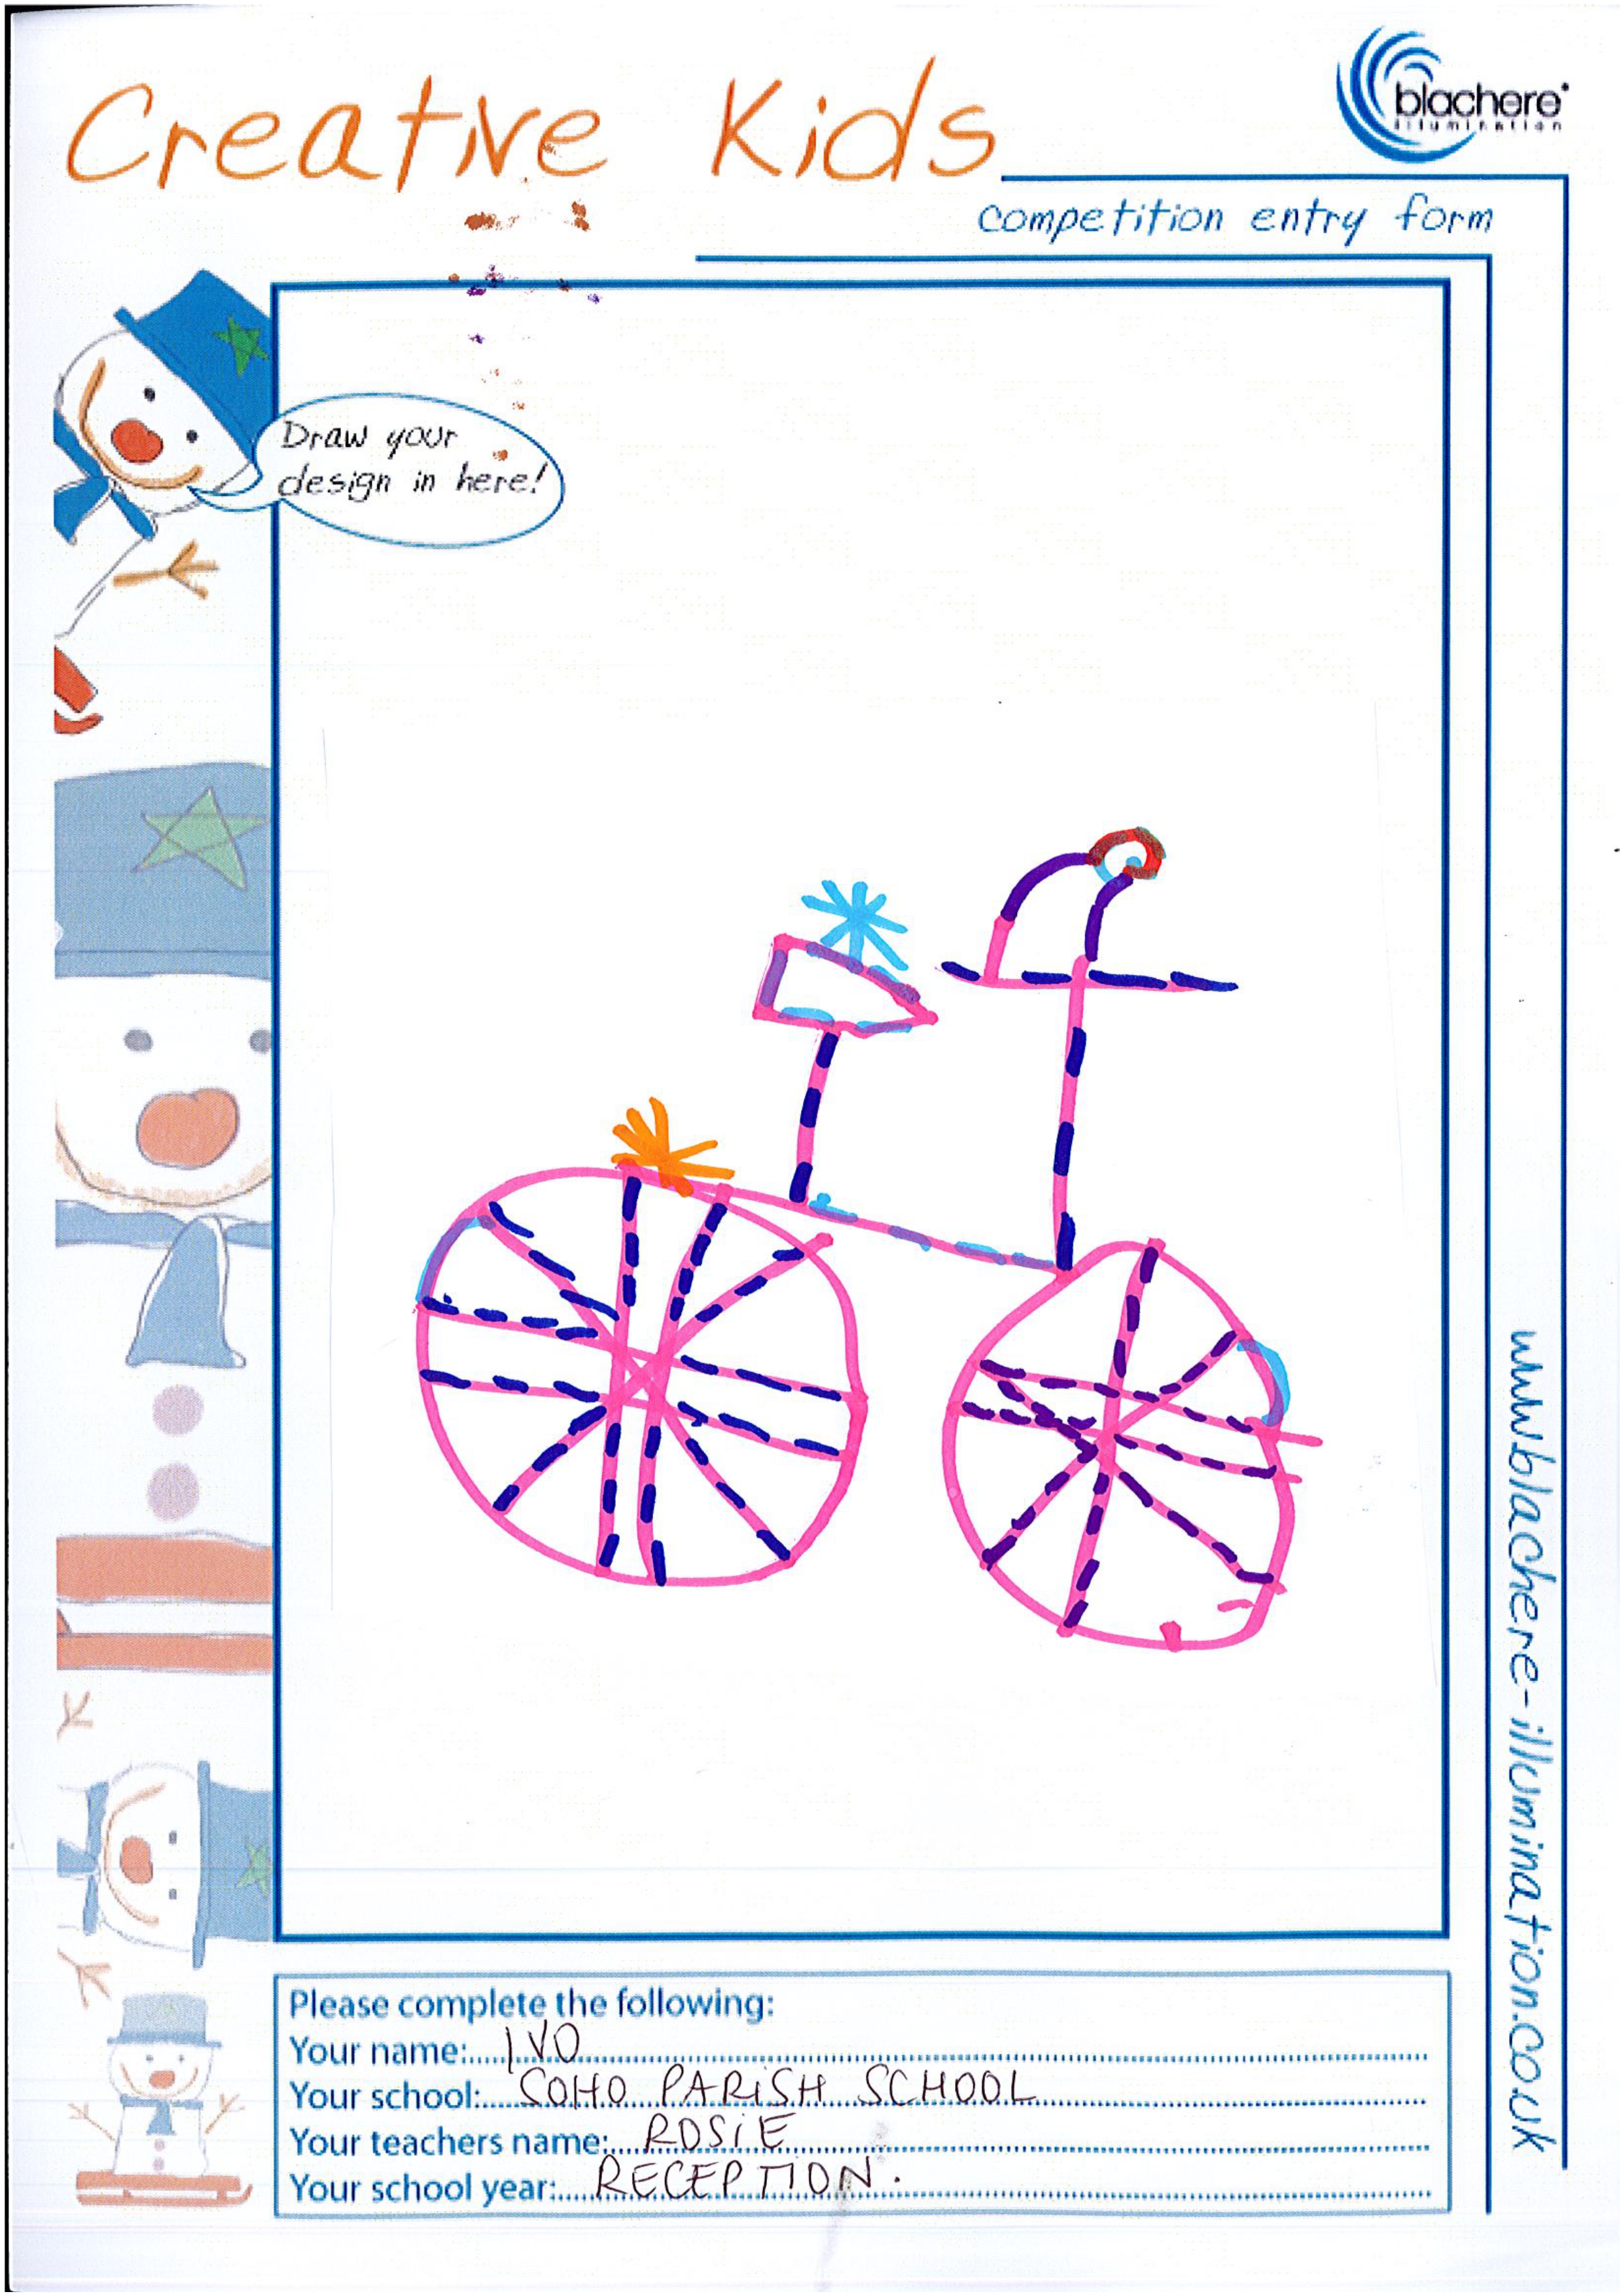 Creative Kids
blachere
illumination
competition entry form
Draw your
design in here!
www.blachere-illumination.co.uk
Please complete the following:
Your name: IVO
Your school: SOHO PARISH SCHOOL
Your teachers name: ROSIE
Your school year: RECEPTION.